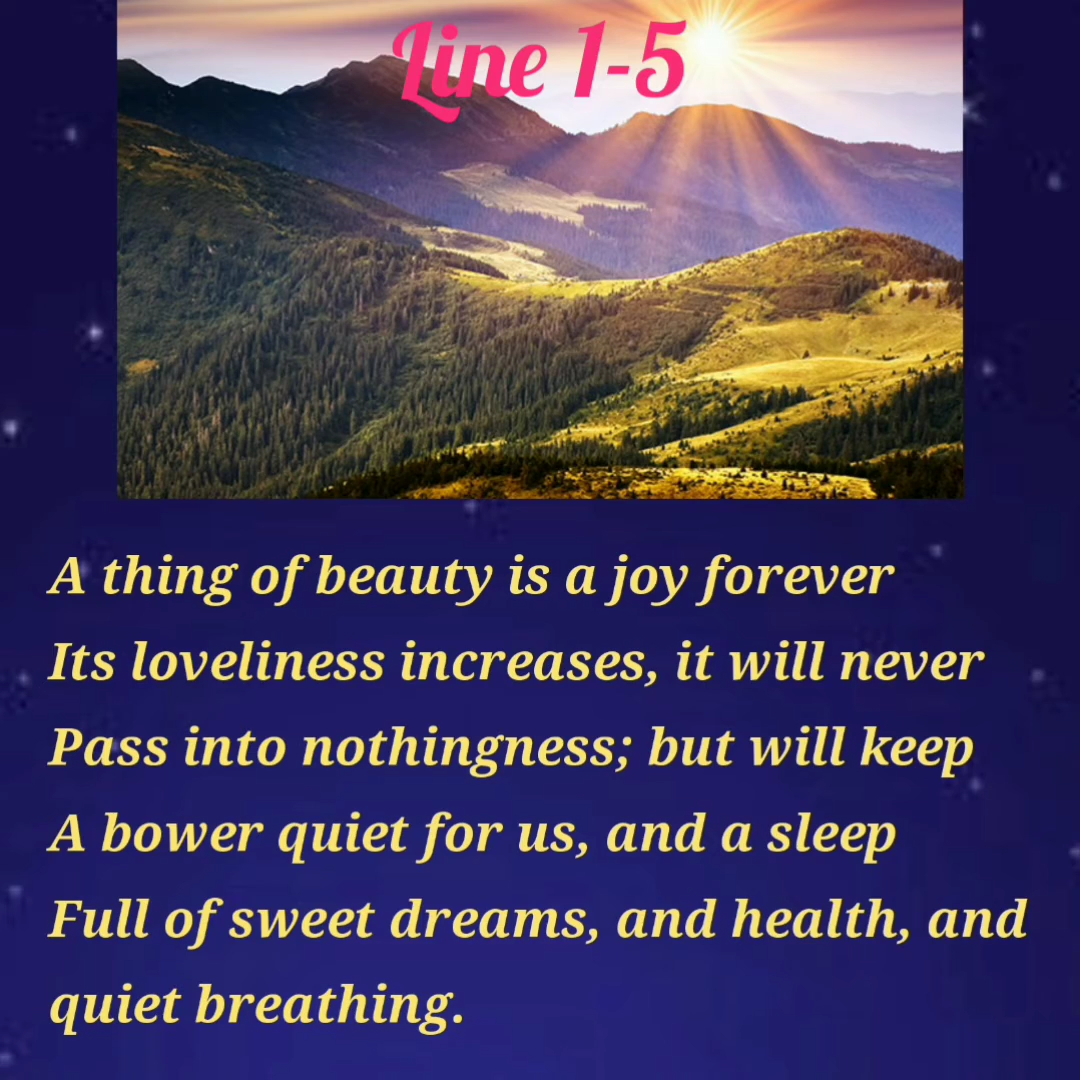 Line 1-5
A thing of beauty is a joy forever
Its loveliness increases, it will never
Pass into nothingness; but will keep
A bower quiet for us, and a sleep
Full of sweet dreams, and health, and
quiet breathing.